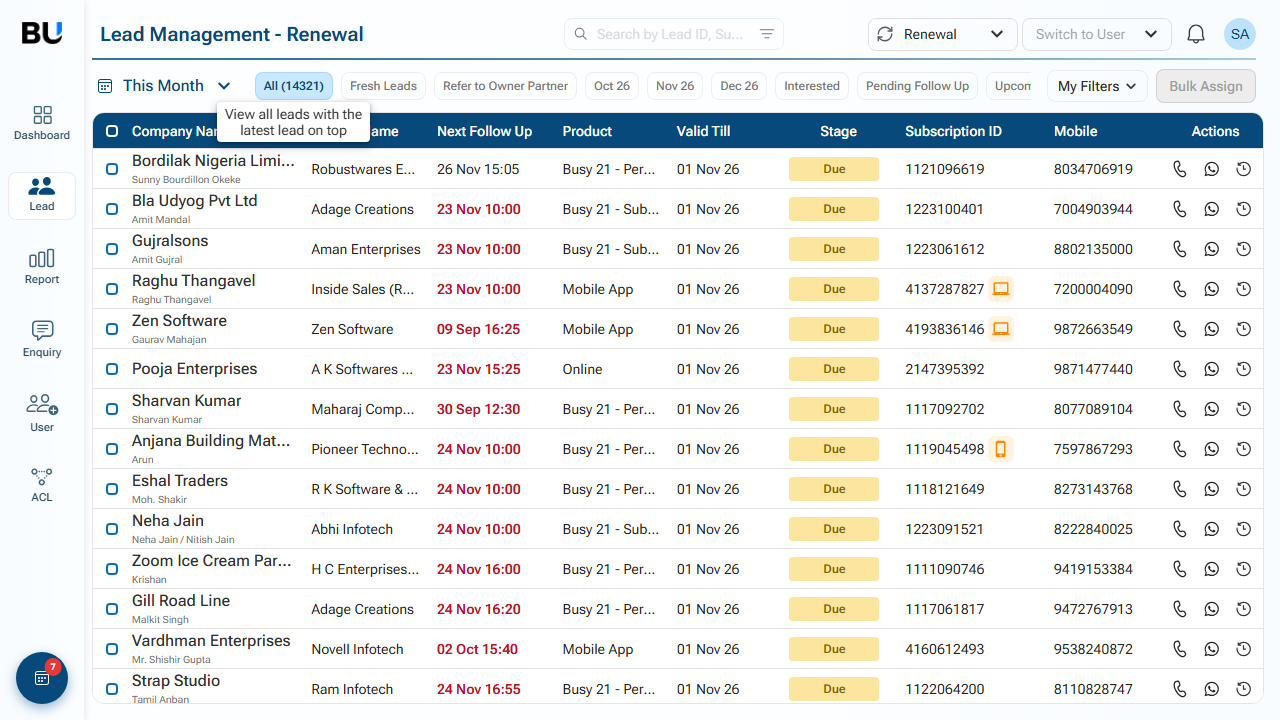 BU
Lead Management - Renewal
Search by Lead ID, Su...
Renewal
Switch to User
SA
This Month
All (14321)
Fresh Leads
Refer to Owner Partner
Oct 26
Nov 26
Dec 26
Interested
Pending Follow Up
Upcom
My Filters
Bulk Assign
View all leads with the
latest lead on top
Dashboard
Lead
Report
Enquiry
User
ACL
7
Company Nam
ame
Next Follow Up
Product
Valid Till
Stage
Subscription ID
Mobile
Actions
Bordilak Nigeria Limi... Robustwares E... 26 Nov 15:05 Busy 21 - Per... 01 Nov 26 Due 1121096619 8034706919
Sunny Bourdillon Okeke
Bla Udyog Pvt Ltd Adage Creations 23 Nov 10:00 Busy 21 - Sub... 01 Nov 26 Due 1223100401 7004903944
Amit Mandal
Gujralsons Aman Enterprises 23 Nov 10:00 Busy 21 - Sub... 01 Nov 26 Due 1223061612 8802135000
Amit Gujral
Raghu Thangavel Inside Sales (R... 23 Nov 10:00 Mobile App 01 Nov 26 Due 4137287827 7200004090
Raghu Thangavel
Zen Software Zen Software 09 Sep 16:25 Mobile App 01 Nov 26 Due 4193836146 9872663549
Gaurav Mahajan
Pooja Enterprises A K Softwares ... 23 Nov 15:25 Online 01 Nov 26 Due 2147395392 9871477440
Sharvan Kumar Maharaj Comp... 30 Sep 12:30 Busy 21 - Per... 01 Nov 26 Due 1117092702 8077089104
Sharvan Kumar
Anjana Building Mat... Pioneer Techno... 24 Nov 10:00 Busy 21 - Per... 01 Nov 26 Due 1119045498 7597867293
Arun
Eshal Traders R K Software & ... 24 Nov 10:00 Busy 21 - Per... 01 Nov 26 Due 1118121649 8273143768
Moh. Shakir
Neha Jain Abhi Infotech 24 Nov 10:00 Busy 21 - Sub... 01 Nov 26 Due 1223091521 8222840025
Neha Jain / Nitish Jain
Zoom Ice Cream Par... H C Enterprises... 24 Nov 16:00 Busy 21 - Per... 01 Nov 26 Due 1111090746 9419153384
Krishan
Gill Road Line Adage Creations 24 Nov 16:20 Busy 21 - Per... 01 Nov 26 Due 1117061817 9472767913
Malkit Singh
Vardhman Enterprises Novell Infotech 02 Oct 15:40 Mobile App 01 Nov 26 Due 4160612493 9538240872
Mr. Shishir Gupta
Strap Studio Ram Infotech 24 Nov 16:55 Busy 21 - Per... 01 Nov 26 Due 1122064200 8110828747
Tamil Anban